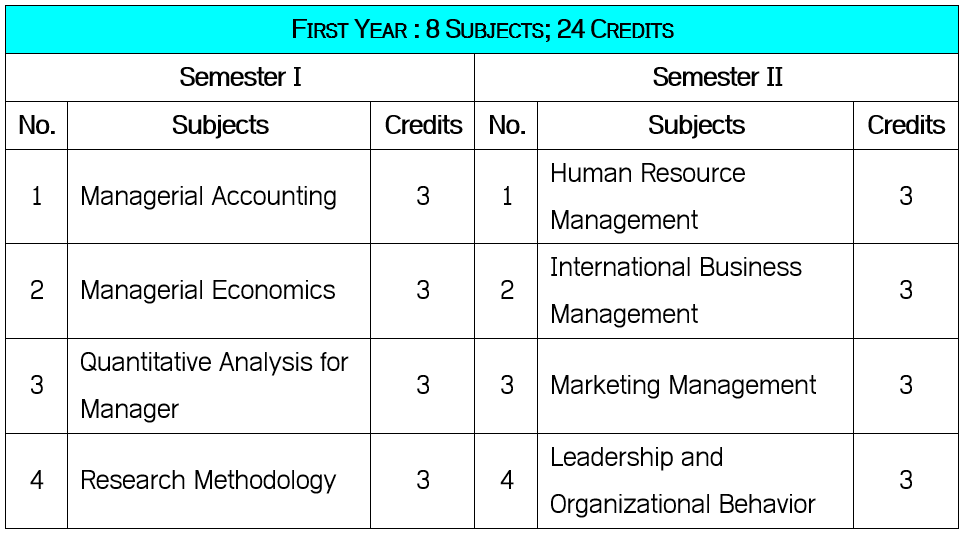 First Year : 8 Subjects; 24 Credits
Semester I Semester II
No. Subjects Credits No. Subjects Credits
1 Managerial Accounting 3 1 Human Resource
Management 3
2 Managerial Economics 3 2 International Business
Management 3
3 Quantitative Analysis for
Manager 3 3 Marketing Management 3
4 Research Methodology 3 4 Leadership and
Organizational Behavior 3